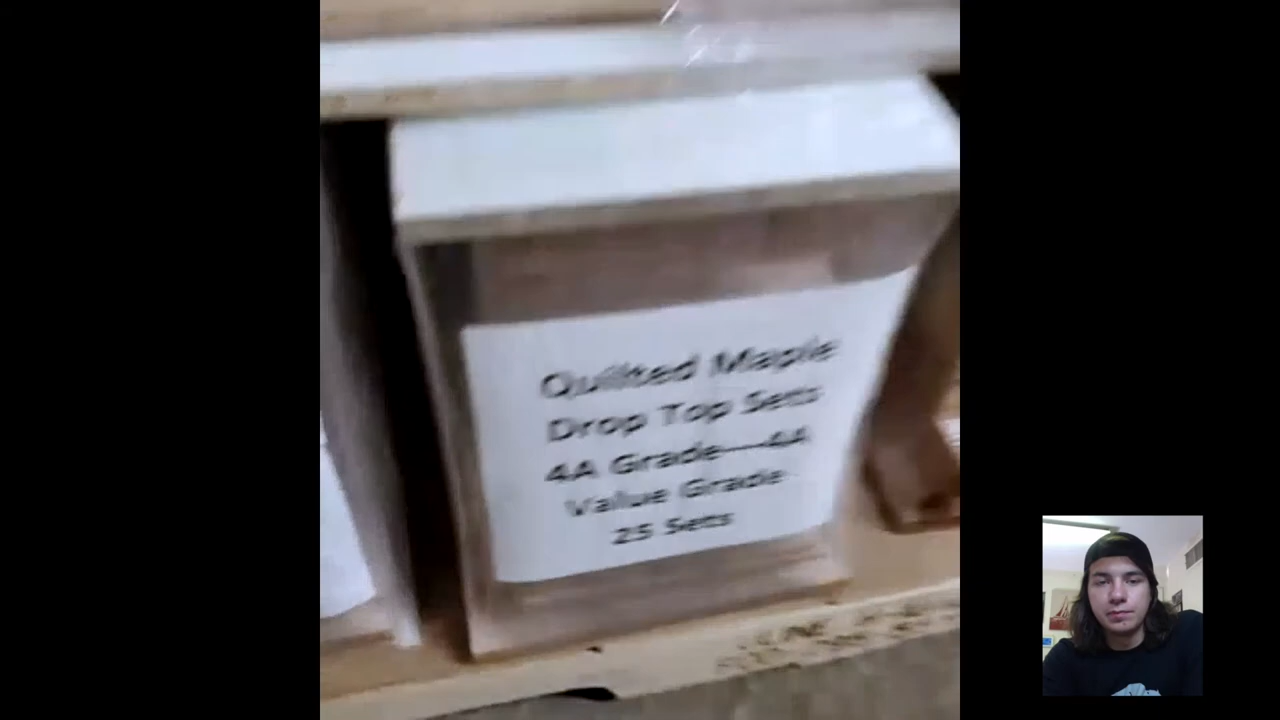 Quilted Maple
Drop Top Sets
4A Grade—4A
Value Grade
25 Sets